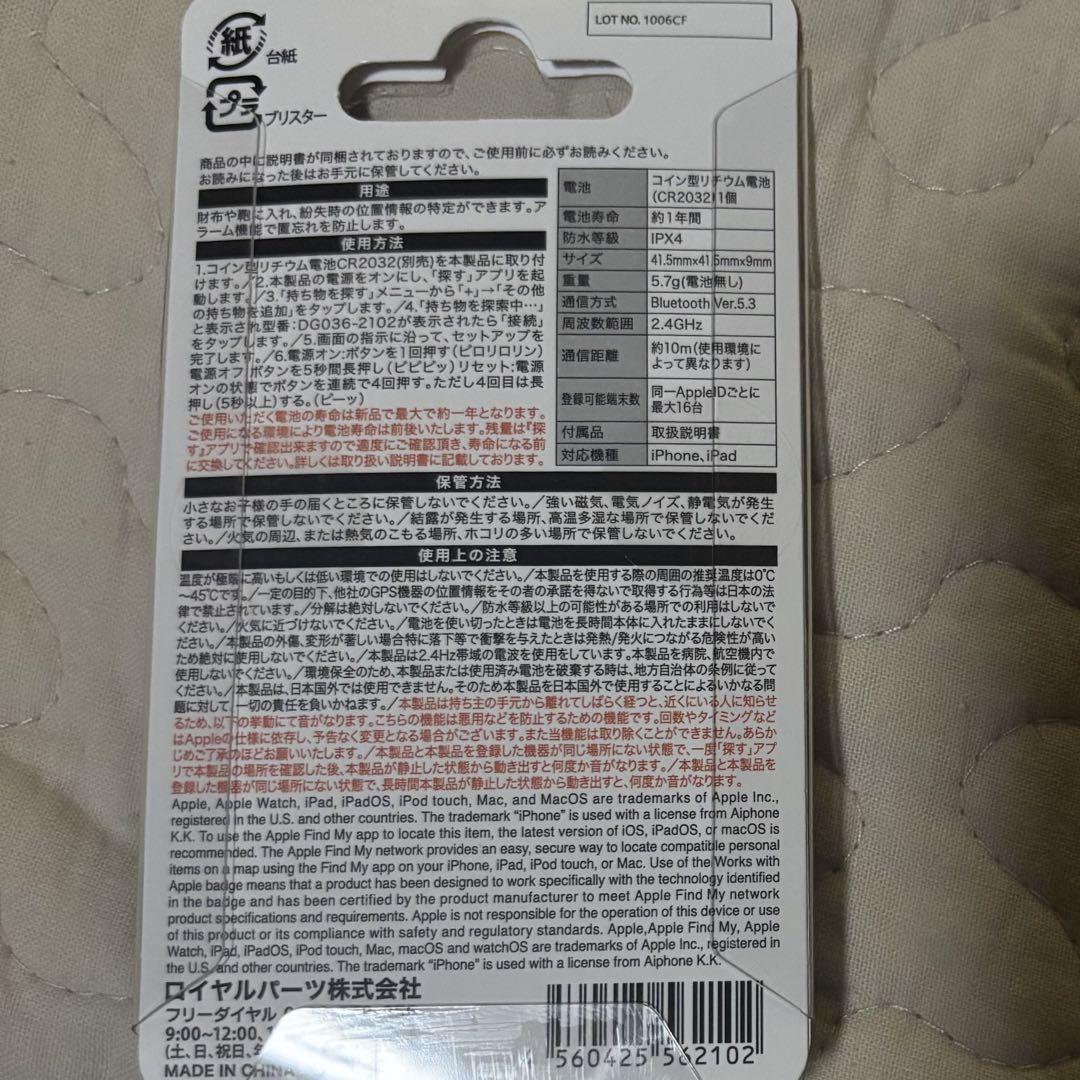 LOT NO. 1006CF
紙 台紙
プラ ブリスター
商品の中に説明書が同梱されておりますので、ご使用前に必ずお読みください。
お読みになった後はお手元に保管してください。
用途
財布や鞄に入れ、紛失時の位置情報の特定ができます。ア
ラーム機能で置忘れを防止します。
使用方法
1.コイン型リチウム電池CR2032(別売)を本製品に取り付
けます。/2.本製品の電源をオンにし、「探す」アプリを起
動します。/3.「持ち物を探す」メニューから「+」→「その他
の持ち物を追加」をタップします。/4.「持ち物を探索中…」
と表示され型番:DG036-2102が表示されたら「接続」
をタップします。/5.画面の指示に沿って、セットアップを
完了します。/6.電源オン:ボタンを1回押す(ピロリロリン)
電源オフ:ボタンを5秒間長押し(ピピピッ)リセット:電源
オンの状態でボタンを連続で4回押す。ただし4回目は長
押し(5秒以上)する。(ピーッ)
ご使用いただく電池の寿命は新品で最大で約一年となります。
ご使用になる環境により電池寿命は前後いたします。残量は『探
す』アプリで確認出来ますので適度にご確認頂き、寿命になる前
に交換してください。詳しくは取り扱い説明書に記載しております。
電池 コイン型リチウム電池
(CR2032)1個
電池寿命 約1年間
防水等級 IPX4
サイズ 41.5mm×41.5mm×9mm
重量 5.7g(電池無し)
通信方式 Bluetooth Ver.5.3
周波数範囲 2.4GHz
通信距離 約10m(使用環境に
よって異なります)
登録可能端末数 同一AppleIDごとに
最大16台
付属品 取扱説明書
対応機種 iPhone、iPad
保管方法
小さなお子様の手の届くところに保管しないでください。/強い磁気、電気ノイズ、静電気が発生
する場所で保管しないでください。/結露が発生する場所、高温多湿な場所で保管しないでくだ
さい。/火気の周辺、または熱気のこもる場所、ホコリの多い場所で保管しないでください。
使用上の注意
温度が極端に高いもしくは低い環境での使用はしないでください。/本製品を使用する際の周囲の推奨温度は0℃
~45℃です。/一定の目的下、他社のGPS機器の位置情報をその者の承諾を得ないで取得する行為等は日本の法
律で禁止されています。/分解は絶対しないでください。/防水等級以上の可能性がある場所での利用はしないで
ください。/火気に近づけないでください。/電池を使い切ったときは電池を長時間本体に入れたままにしないでく
ださい。/本製品の外傷、変形が著しい場合特に落下等で衝撃を与えたときは発熱/発火につながる危険性が高い
ため絶対に使用しないでください。/本製品は2.4Hz帯域の電波を使用をしています。本製品を病院、航空機内で
使用しないでください。/環境保全のため、本製品または使用済み電池を破棄する時は、地方自治体の条例に従って
ください。/本製品は、日本国外では使用できません。そのため本製品を日本国外で使用することによるいかなる問
題に対して、一切の責任を負いかねます。/本製品は持ち主の手元から離れてしばらく経つと、近くにいる人に知らせ
るため、以下の挙動にて音がなります。こちらの機能は悪用などを防止するための機能です。回数やタイミングなど
はAppleの仕様に依存し、予告なく変更となる場合がございます。また当機能は取り除くことができません。あらか
じめご了承のほどお願いいたします。/本製品と本製品を登録した機器が同じ場所にない状態で、一度「探す」アプ
リで本製品の場所を確認した後、本製品が静止した状態から動き出すと何度か音がなります。/本製品と本製品を
登録した機器が同じ場所にない状態で、長時間本製品が静止した状態から動き出すと、何度か音がなります。
Apple, Apple Watch, iPad, iPadOS, iPod touch, Mac, and MacOS are trademarks of Apple Inc.,
registered in the U.S. and other countries. The trademark “iPhone” is used with a license from Aiphone
K.K. To use the Apple Find My app to locate this item, the latest version of iOS, iPadOS, or macOS is
recommended. The Apple Find My network provides an easy, secure way to locate compatible personal
items on a map using the Find My app on your iPhone, iPad, iPod touch, or Mac. Use of the Works with
Apple badge means that a product has been designed to work specifically with the technology identified
in the badge and has been certified by the product manufacturer to meet Apple Find My network
product specifications and requirements. Apple is not responsible for the operation of this device or use
of this product or its compliance with safety and regulatory standards. Apple,Apple Find My, Apple
Watch, iPad, iPadOS, iPod touch, Mac, macOS and watchOS are trademarks of Apple Inc., registered in
the U.S. and other countries. The trademark “iPhone” is used with a license from Aiphone K.K.
ロイヤルパーツ株式会社
フリーダイヤル
9:00~12:00,
(土、日、祝日、
MADE IN CHINA
560425 562102